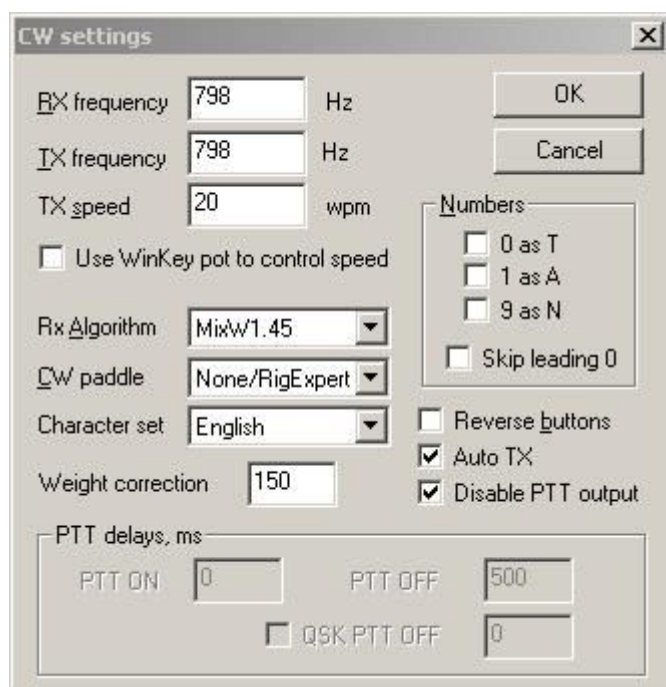 CW settings
RX frequency 798 Hz OK
TX frequency 798 Hz Cancel
TX speed 20 wpm
Use WinKey pot to control speed
Numbers
0 as T
1 as A
9 as N
Skip leading 0
Rx Algorithm MixW1.45
CW paddle None/RigExpert
Character set English
Weight correction 150
Reverse buttons
Auto TX
Disable PTT output
PTT delays, ms
PTT ON 0 PTT OFF 500
QSK PTT OFF 0